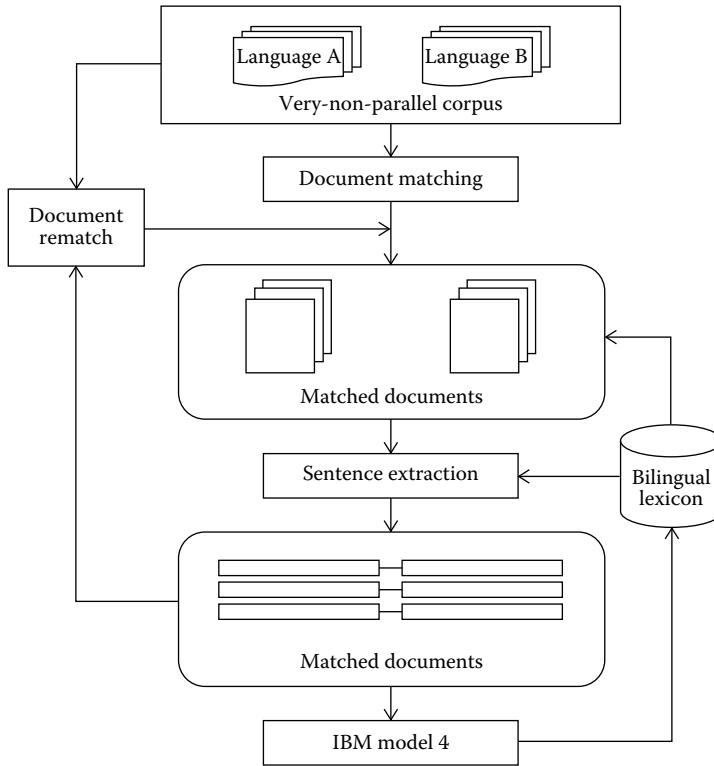 Language A
Language B
Very-non-parallel corpus
Document matching
Document
rematch
Matched documents
Sentence extraction
Bilingual
lexicon
Matched documents
IBM model 4